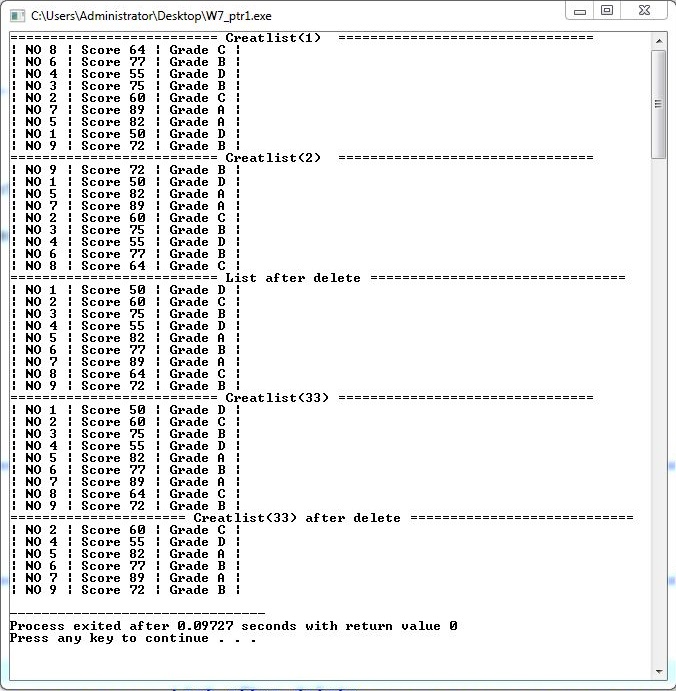 C:\Users\Administrator\Desktop\W7_ptr1.exe
========================== Creatlist(1)  ================================
| NO 8 | Score 64 | Grade C |
| NO 6 | Score 77 | Grade B |
| NO 4 | Score 55 | Grade D |
| NO 3 | Score 75 | Grade B |
| NO 2 | Score 60 | Grade C |
| NO 7 | Score 89 | Grade A |
| NO 5 | Score 82 | Grade A |
| NO 1 | Score 50 | Grade D |
| NO 9 | Score 72 | Grade B |
========================== Creatlist(2)  ================================
| NO 9 | Score 72 | Grade B |
| NO 1 | Score 50 | Grade D |
| NO 5 | Score 82 | Grade A |
| NO 7 | Score 89 | Grade A |
| NO 2 | Score 60 | Grade C |
| NO 3 | Score 75 | Grade B |
| NO 4 | Score 55 | Grade D |
| NO 6 | Score 77 | Grade B |
| NO 8 | Score 64 | Grade C |
========================== List after delete ================================
| NO 1 | Score 50 | Grade D |
| NO 2 | Score 60 | Grade C |
| NO 3 | Score 75 | Grade B |
| NO 4 | Score 55 | Grade D |
| NO 5 | Score 82 | Grade A |
| NO 6 | Score 77 | Grade B |
| NO 7 | Score 89 | Grade A |
| NO 8 | Score 64 | Grade C |
| NO 9 | Score 72 | Grade B |
========================== Creatlist(33) ================================
| NO 1 | Score 50 | Grade D |
| NO 2 | Score 60 | Grade C |
| NO 3 | Score 75 | Grade B |
| NO 4 | Score 55 | Grade D |
| NO 5 | Score 82 | Grade A |
| NO 6 | Score 77 | Grade B |
| NO 7 | Score 89 | Grade A |
| NO 8 | Score 64 | Grade C |
| NO 9 | Score 72 | Grade B |
====================== Creatlist(33) after delete ============================
| NO 2 | Score 60 | Grade C |
| NO 4 | Score 55 | Grade D |
| NO 5 | Score 82 | Grade A |
| NO 6 | Score 77 | Grade B |
| NO 7 | Score 89 | Grade A |
| NO 9 | Score 72 | Grade B |
--------------------------------
Process exited after 0.09727 seconds with return value 0
Press any key to continue . . .